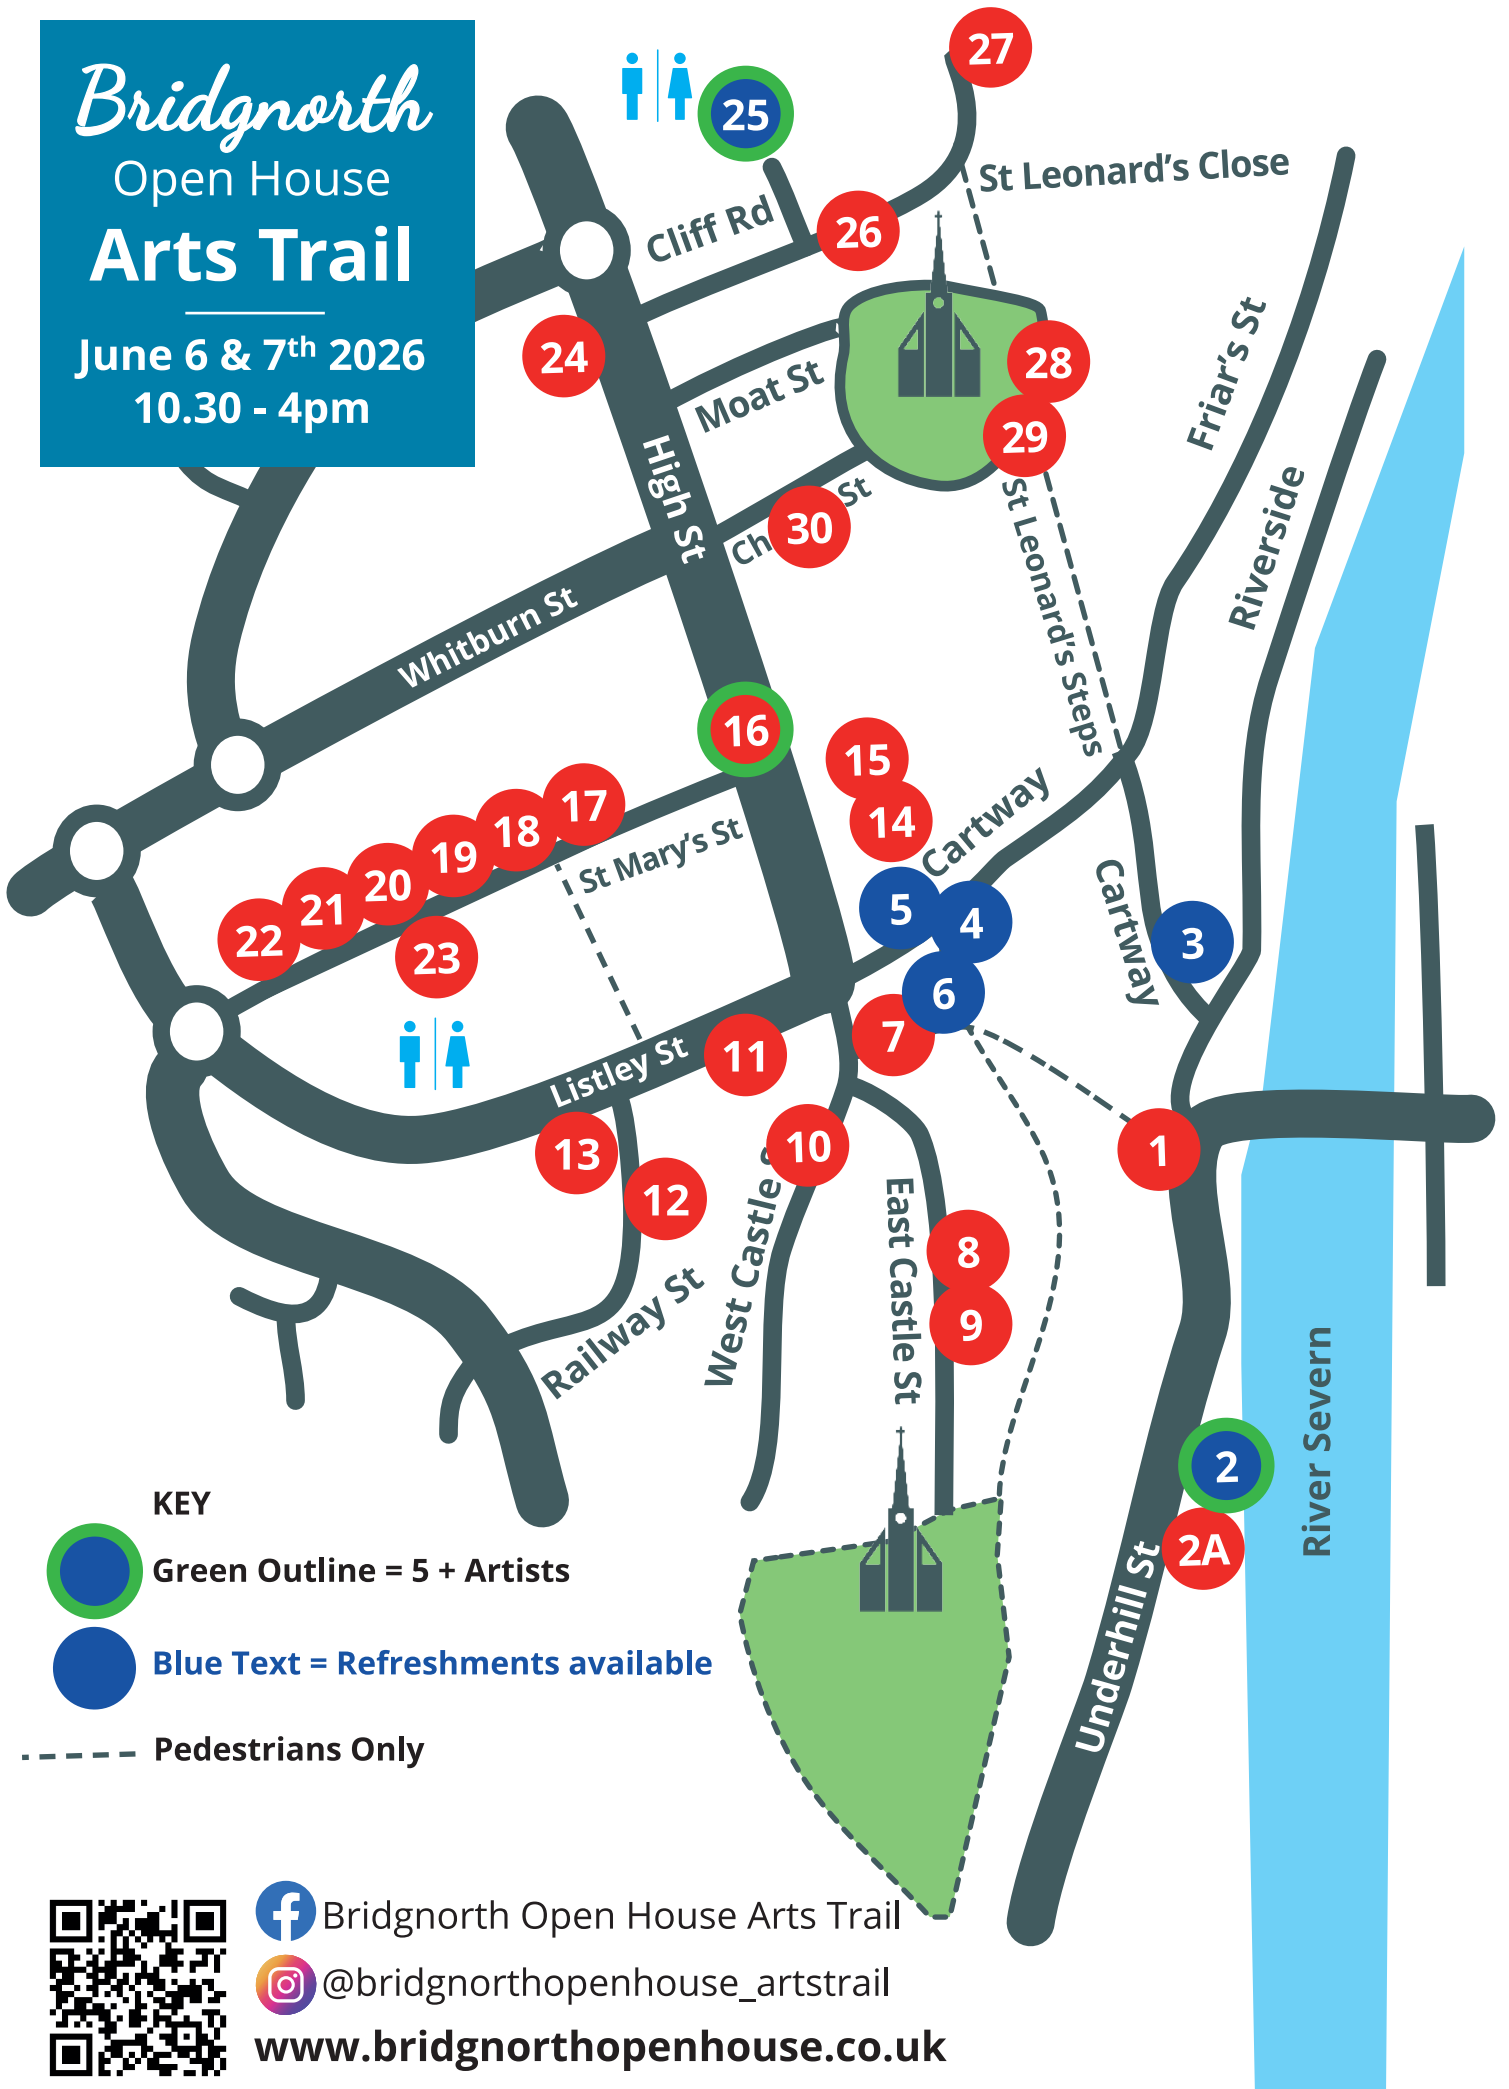 Bridgnorth
Open House
Arts Trail
June 6 & 7th 2026
10.30 - 4pm
27
25
St Leonard's Close
Cliff Rd
26
24
28
Moat St
29
Friar's St
High St
St
30
Ch
St Leonard's Steps
Riverside
Whitburn St
16
15
17
14
18
19
20
21
22
23
St Mary's St
Cartway
5
4
3
Cartway
6
7
11
Listley St
13
10
1
12
West Castle
East Castle St
8
9
Railway St
2
2A
River Severn
Underhill St
KEY
Green Outline = 5 + Artists
Blue Text = Refreshments available
Pedestrians Only
Bridgnorth Open House Arts Trail
@bridgnorthopenhouse_artstrail
www.bridgnorthopenhouse.co.uk